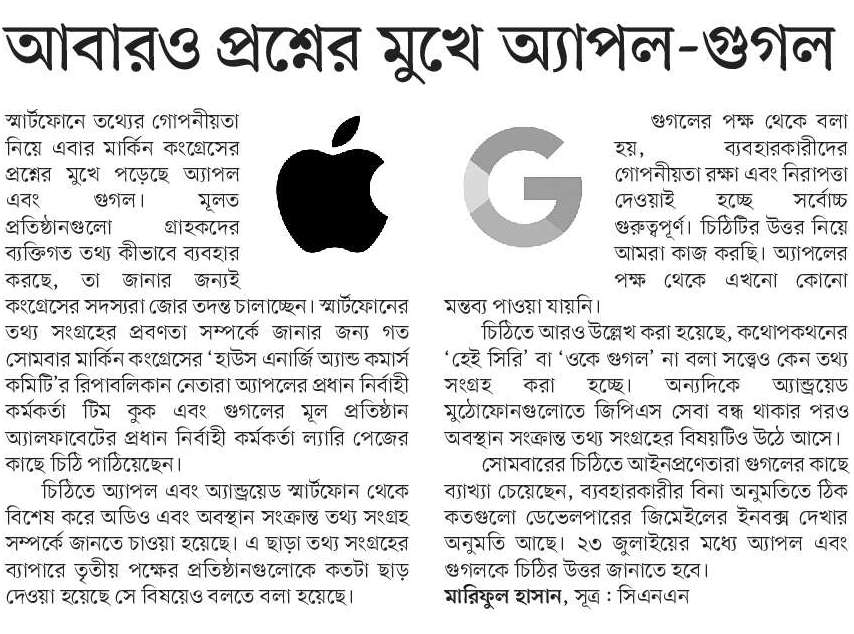 আবারও প্রশ্নের মুখে অ্যাপল-গুগল
স্মার্টফোনে তথ্যের গোপনীয়তা
নিয়ে এবার মার্কিন কংগ্রেসের
প্রশ্নের মুখে পড়েছে অ্যাপল
এবং গুগল। মূলত
প্রতিষ্ঠানগুলো গ্রাহকদের
ব্যক্তিগত তথ্য কীভাবে ব্যবহার
করছে, তা জানার জন্যই
কংগ্রেসের সদস্যরা জোর তদন্ত চালাচ্ছেন। স্মার্টফোনের
তথ্য সংগ্রহের প্রবণতা সম্পর্কে জানার জন্য গত
সোমবার মার্কিন কংগ্রেসের ‘হাউস এনার্জি অ্যান্ড কমার্স
কমিটি’র রিপাবলিকান নেতারা অ্যাপলের প্রধান নির্বাহী
কর্মকর্তা টিম কুক এবং গুগলের মূল প্রতিষ্ঠান
অ্যালফাবেটের প্রধান নির্বাহী কর্মকর্তা ল্যারি পেজের
কাছে চিঠি পাঠিয়েছেন।
চিঠিতে অ্যাপল এবং অ্যান্ড্রয়েড স্মার্টফোন থেকে
বিশেষ করে অডিও এবং অবস্থান সংক্রান্ত তথ্য সংগ্রহ
সম্পর্কে জানতে চাওয়া হয়েছে। এ ছাড়া তথ্য সংগ্রহের
ব্যাপারে তৃতীয় পক্ষের প্রতিষ্ঠানগুলোকে কতটা ছাড়
দেওয়া হয়েছে সে বিষয়েও বলতে বলা হয়েছে।
গুগলের পক্ষ থেকে বলা
হয়, ব্যবহারকারীদের
গোপনীয়তা রক্ষা এবং নিরাপত্তা
দেওয়াই হচ্ছে সর্বোচ্চ
গুরুত্বপূর্ণ। চিঠিটির উত্তর নিয়ে
আমরা কাজ করছি। অ্যাপলের
পক্ষ থেকে এখনো কোনো
মন্তব্য পাওয়া যায়নি।
চিঠিতে আরও উল্লেখ করা হয়েছে, কথোপকথনের
‘হেই সিরি’ বা ‘ওকে গুগল’ না বলা সত্ত্বেও কেন তথ্য
সংগ্রহ করা হচ্ছে। অন্যদিকে অ্যান্ড্রয়েড
মুঠোফোনগুলোতে জিপিএস সেবা বন্ধ থাকার পরও
অবস্থান সংক্রান্ত তথ্য সংগ্রহের বিষয়টিও উঠে আসে।
সোমবারের চিঠিতে আইনপ্রণেতারা গুগলের কাছে
ব্যাখ্যা চেয়েছেন, ব্যবহারকারীর বিনা অনুমতিতে ঠিক
কতগুলো ডেভেলপারের জিমেইলের ইনবক্স দেখার
অনুমতি আছে। ২৩ জুলাইয়ের মধ্যে অ্যাপল এবং
গুগলকে চিঠির উত্তর জানাতে হবে।
মারিফুল হাসান, সূত্র : সিএনএন